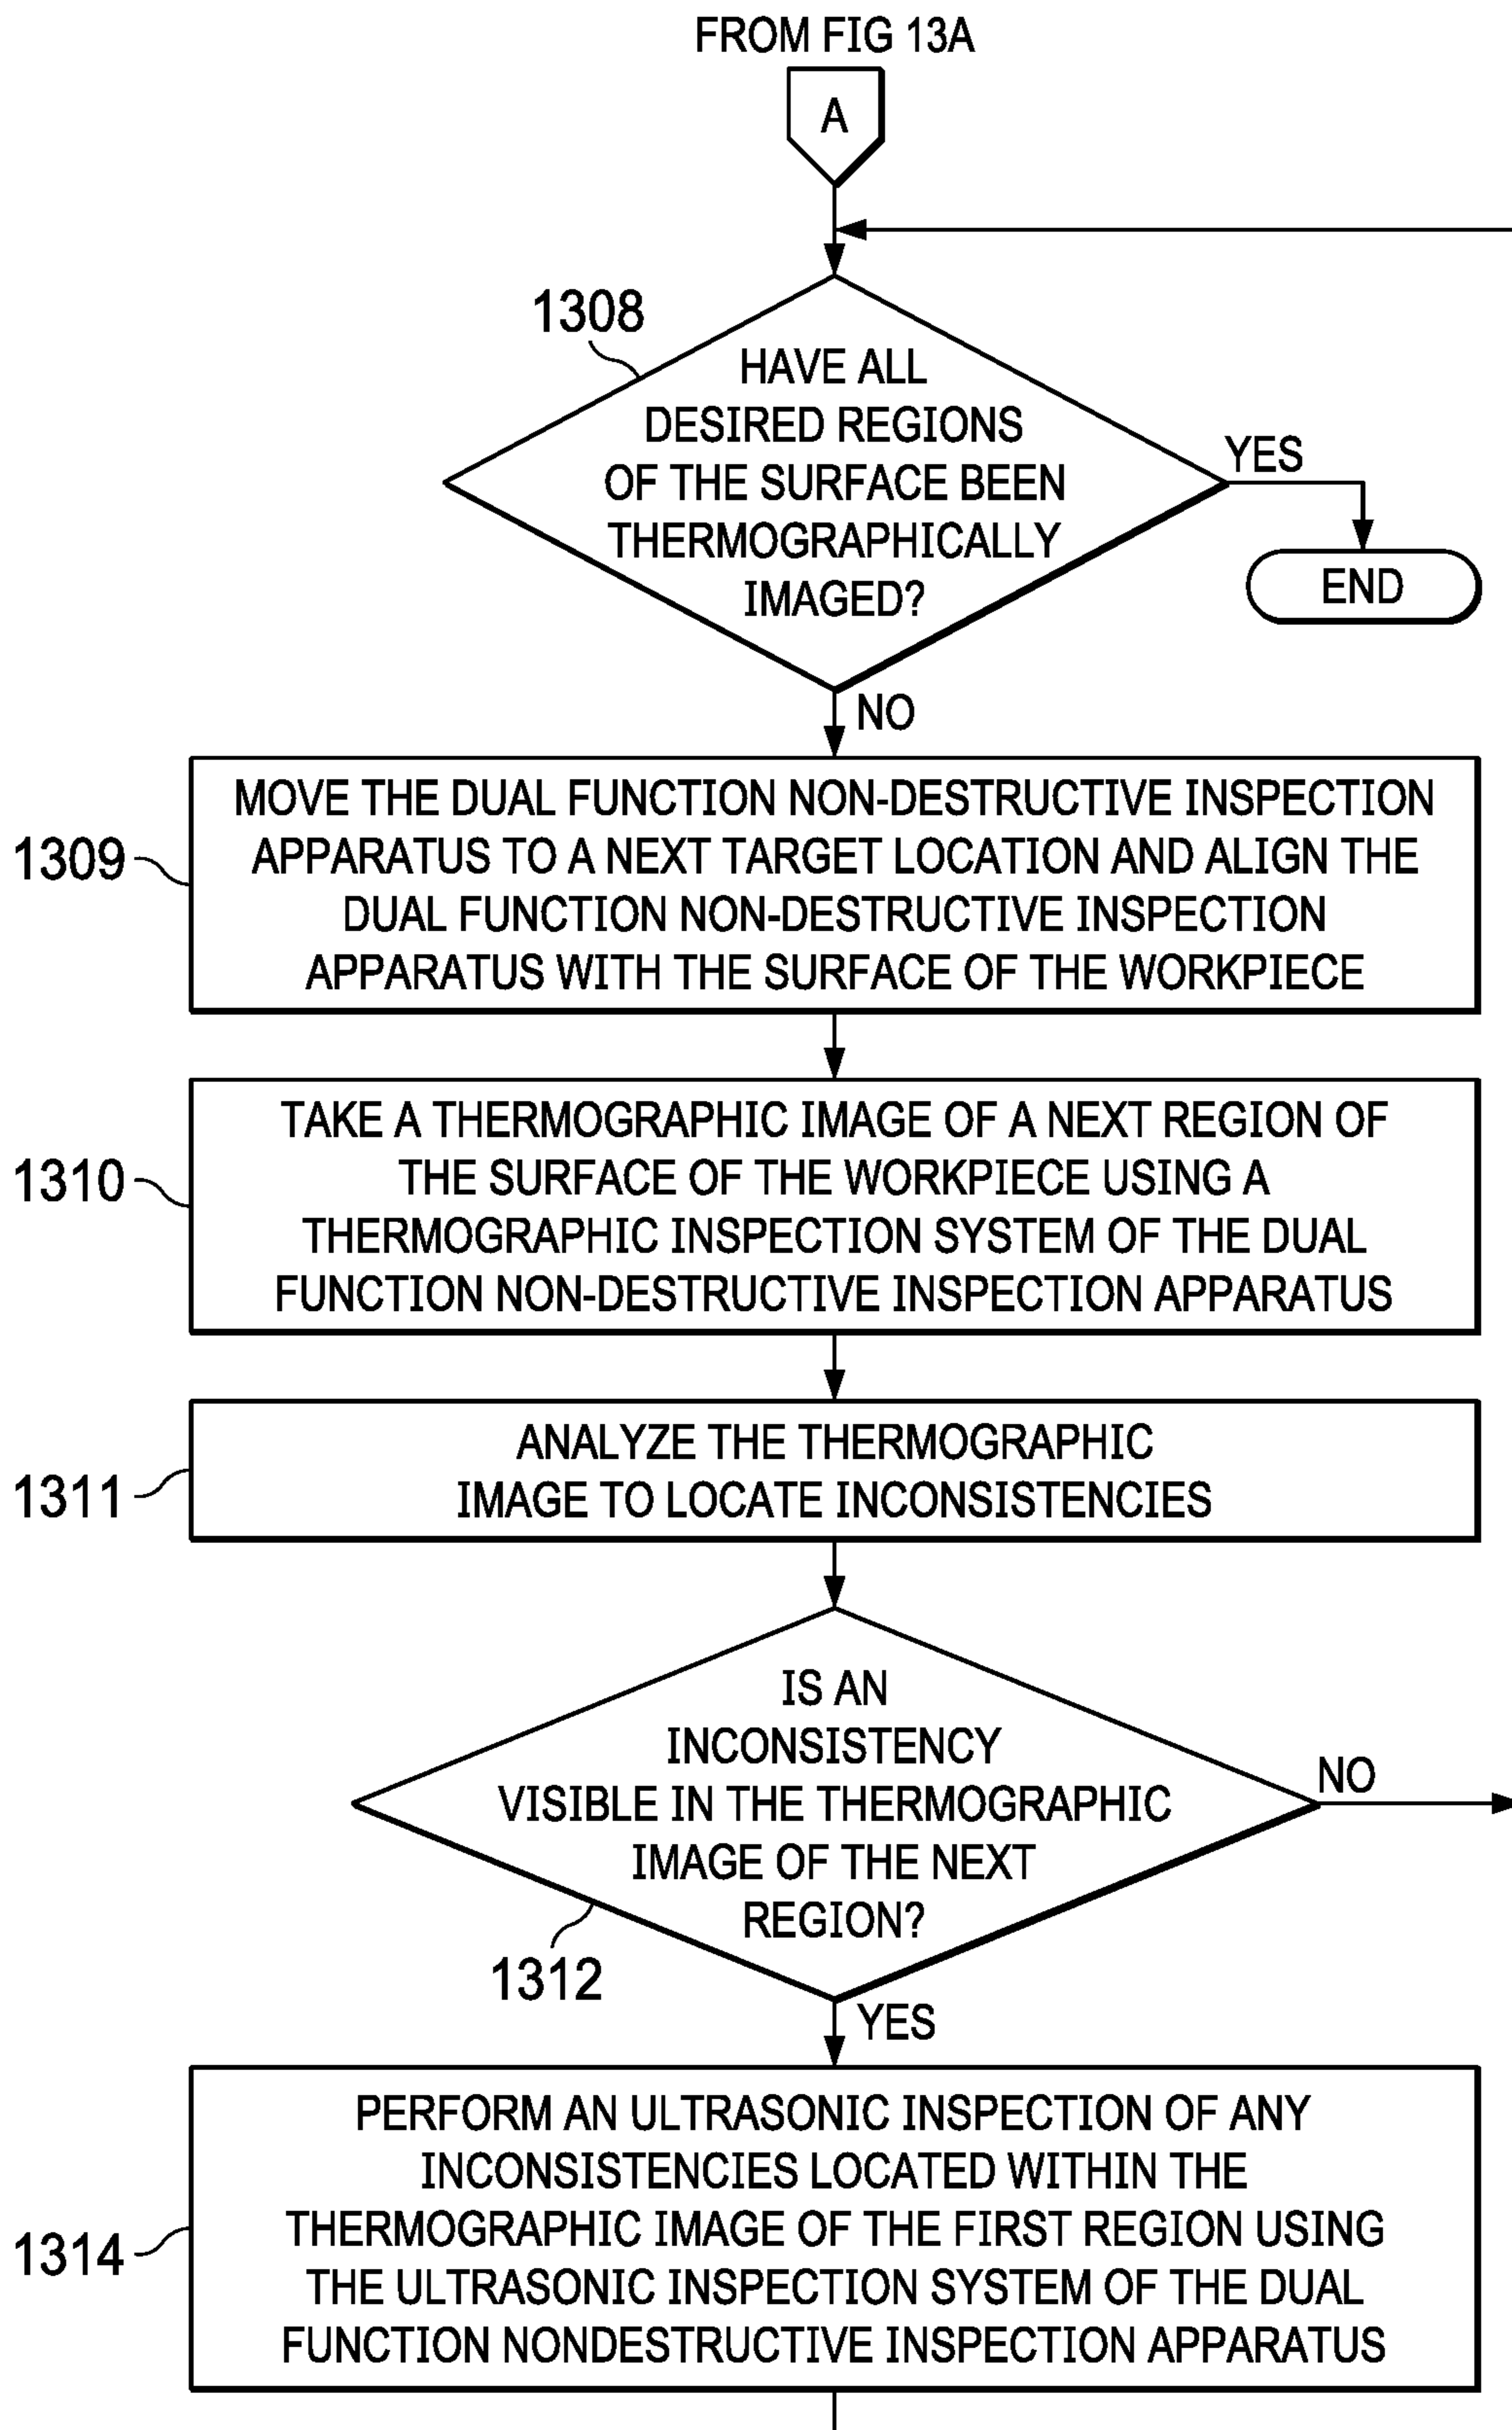 FROM FIG 13A
A
1308
HAVE ALL
DESIRED REGIONS
OF THE SURFACE BEEN
THERMOGRAPHICALLY
IMAGED?
YES
END
NO
1309
MOVE THE DUAL FUNCTION NON-DESTRUCTIVE INSPECTION
APPARATUS TO A NEXT TARGET LOCATION AND ALIGN THE
DUAL FUNCTION NON-DESTRUCTIVE INSPECTION
APPARATUS WITH THE SURFACE OF THE WORKPIECE
1310
TAKE A THERMOGRAPHIC IMAGE OF A NEXT REGION OF
THE SURFACE OF THE WORKPIECE USING A
THERMOGRAPHIC INSPECTION SYSTEM OF THE DUAL
FUNCTION NON-DESTRUCTIVE INSPECTION APPARATUS
1311
ANALYZE THE THERMOGRAPHIC
IMAGE TO LOCATE INCONSISTENCIES
IS AN
INCONSISTENCY
VISIBLE IN THE THERMOGRAPHIC
IMAGE OF THE NEXT
REGION?
NO
1312
YES
1314
PERFORM AN ULTRASONIC INSPECTION OF ANY
INCONSISTENCIES LOCATED WITHIN THE
THERMOGRAPHIC IMAGE OF THE FIRST REGION USING
THE ULTRASONIC INSPECTION SYSTEM OF THE DUAL
FUNCTION NONDESTRUCTIVE INSPECTION APPARATUS